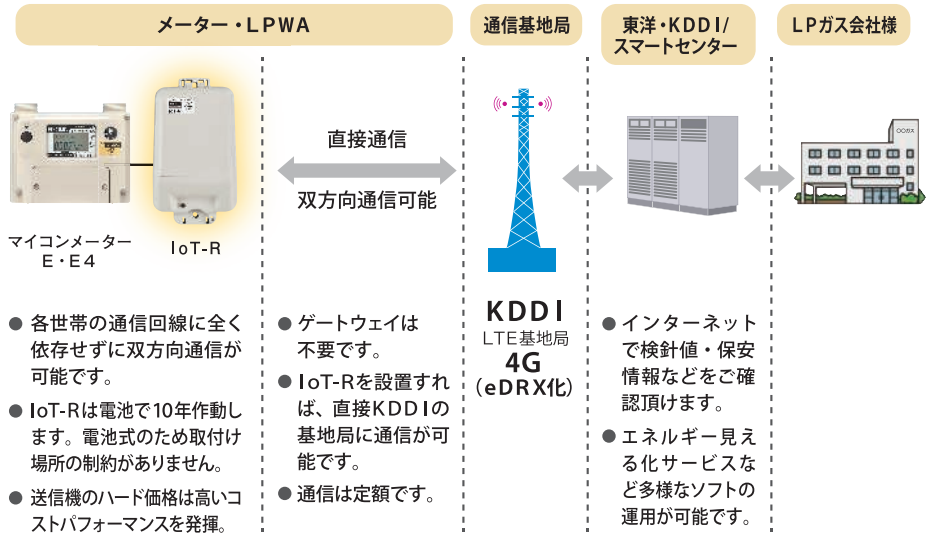 メーター・LPWA
通信基地局
東洋・KDDI/
スマートセンター
LPガス会社様
直接通信
双方向通信可能
〇〇ガス
マイコンメーター
E・E4
IoT-R
● 各世帯の通信回線に全く
依存せずに双方向通信が
可能です。
● IoT-Rは電池で10年作動し
ます。電池式のため取付け
場所の制約がありません。
● 送信機のハード価格は高いコ
ストパフォーマンスを発揮。
● ゲートウェイは
不要です。
● IoT-Rを設置すれ
ば、直接KDDIの
基地局に通信が可
能です。
● 通信は定額です。
KDDI
LTE基地局
4G
(eDRX化)
● インターネット
で検針値・保安
情報などをご確
認頂けます。
● エネルギー見え
る化サービスな
ど多様なソフトの
運用が可能です。